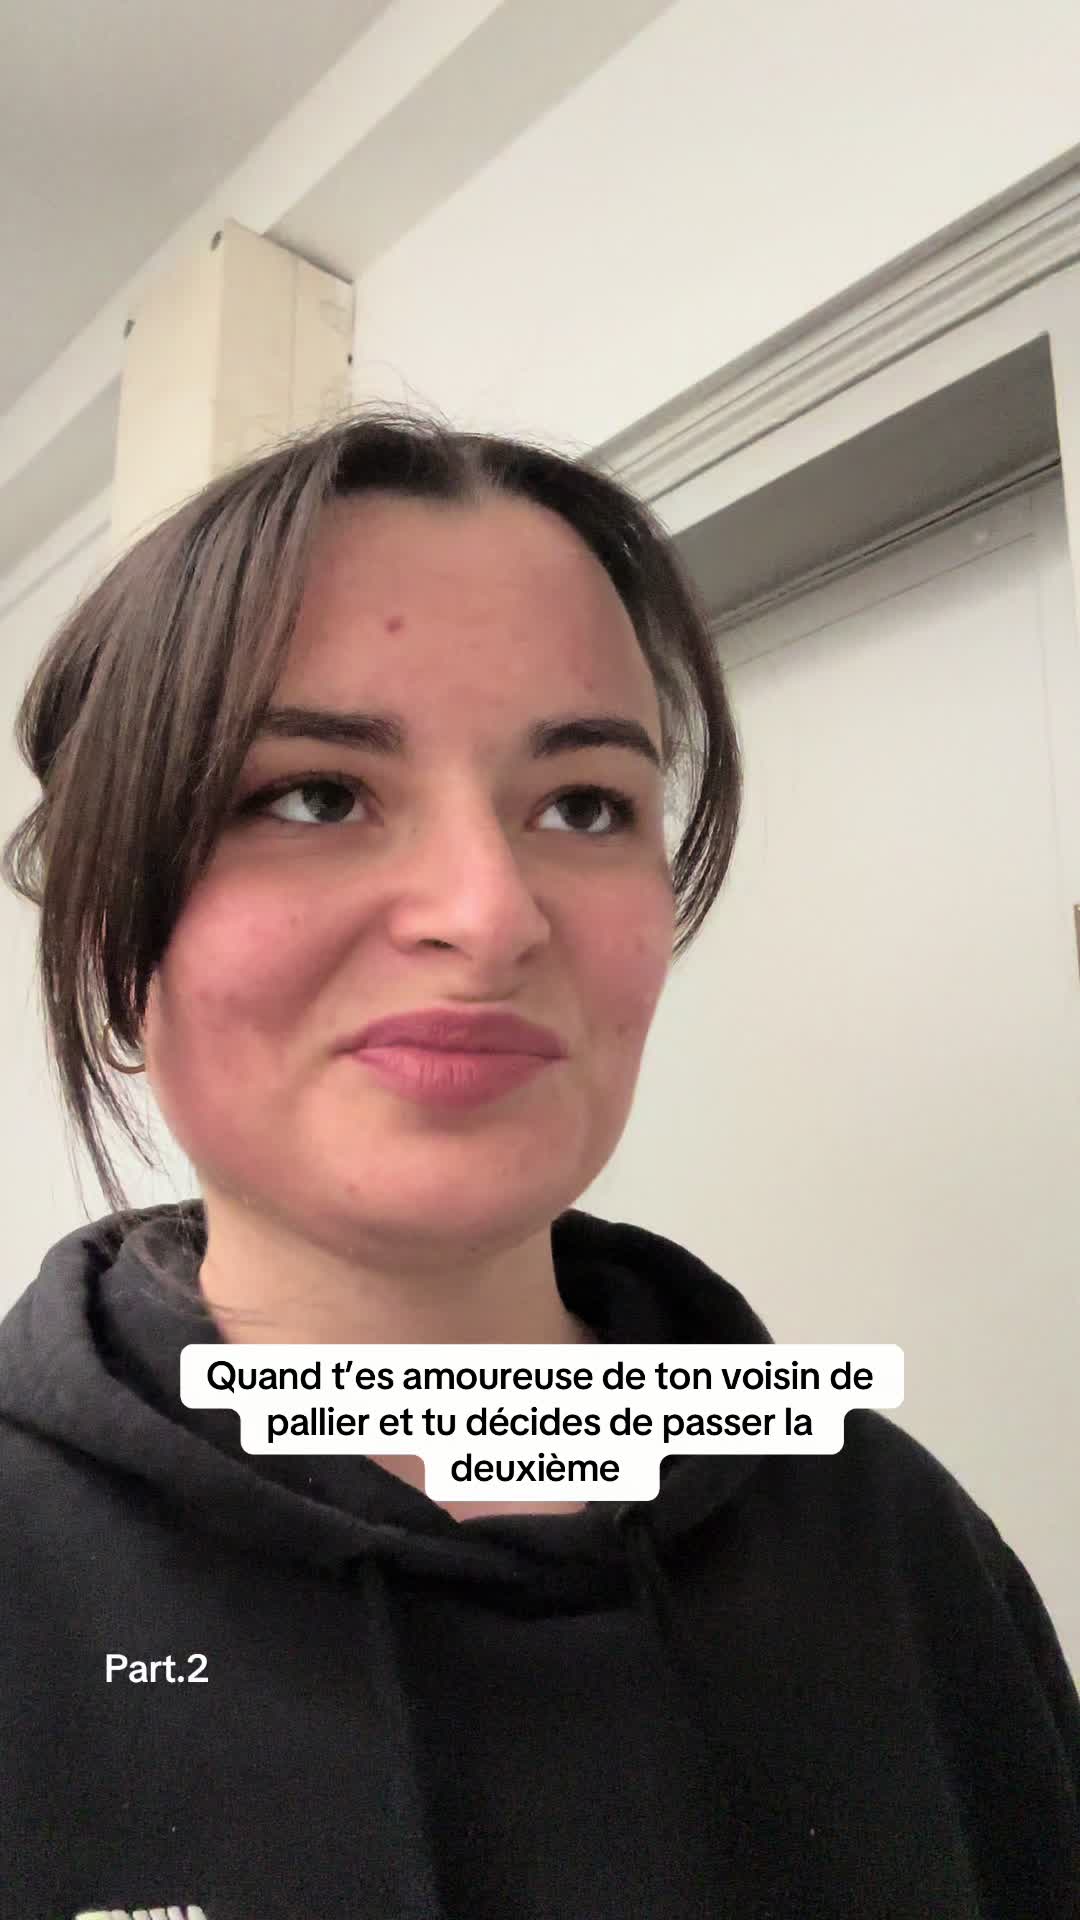 Quand t’es amoureuse de ton voisin de
pallier et tu décides de passer la
deuxième
Part.2